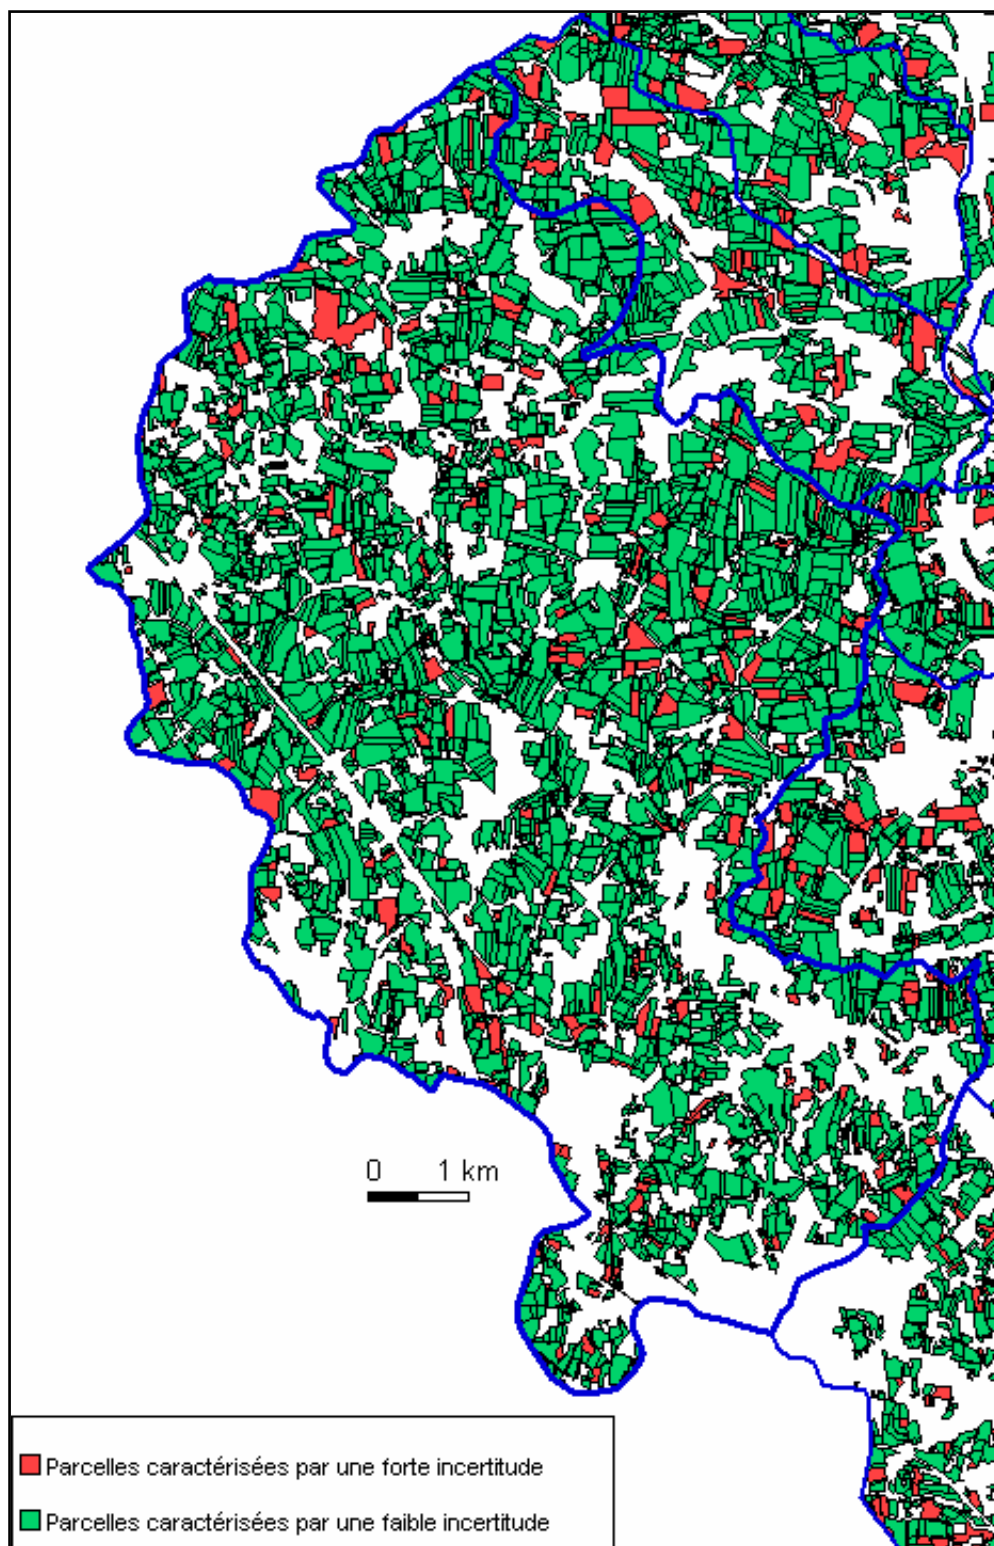 0 1 km
Parcelles caractérisées par une forte incertitude
Parcelles caractérisées par une faible incertitude